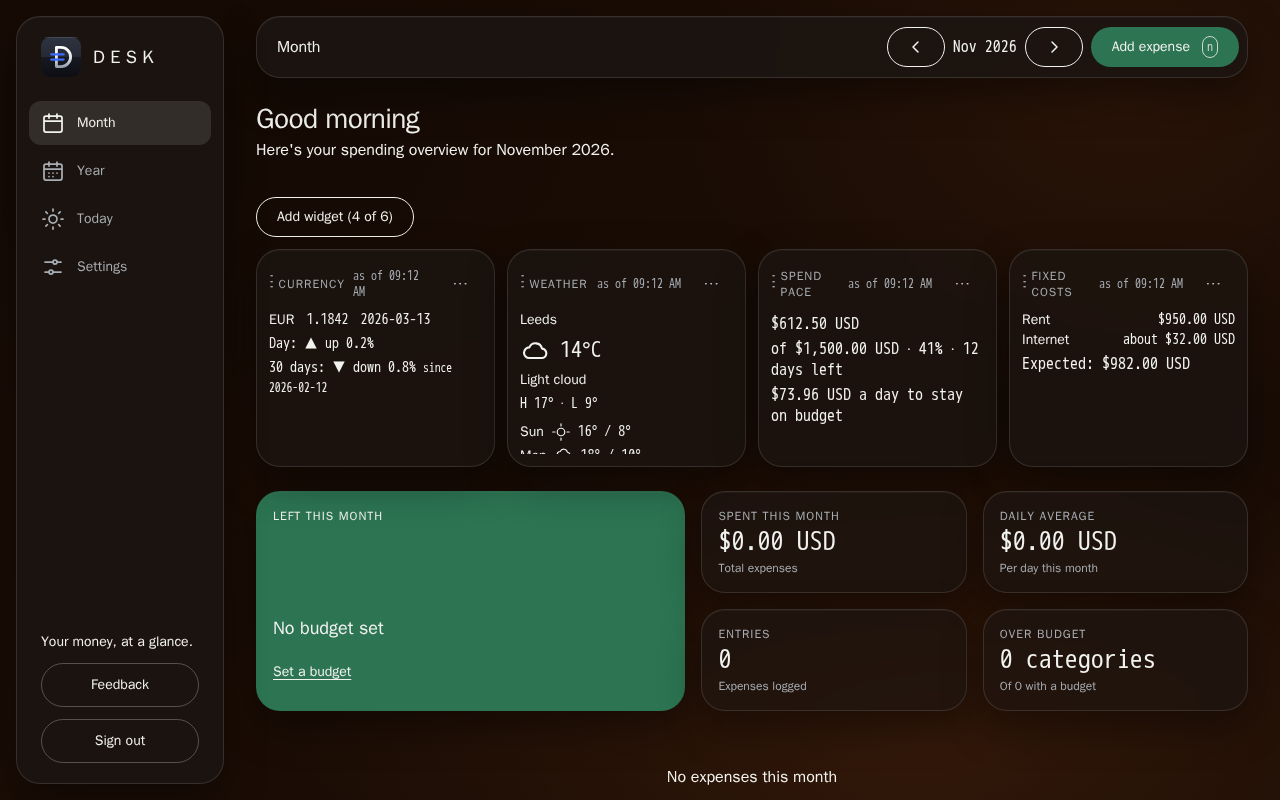 DESK
Month
Year
Today
Settings
Your money, at a glance.
Feedback
Sign out
Month
Nov 2026
Add expense n
Good morning
Here's your spending overview for November 2026.
Add widget (4 of 6)
CURRENCY as of 09:12 AM
EUR 1.1842 2026-03-13
Day: ▲ up 0.2%
30 days: ▼ down 0.8% since
2026-02-12
WEATHER as of 09:12 AM
Leeds
14°C
Light cloud
H 17° · L 9°
Sun 16° / 8°
Mon 18° / 10°
SPEND PACE as of 09:12 AM
$612.50 USD
of $1,500.00 USD · 41% · 12
days left
$73.96 USD a day to stay
on budget
FIXED COSTS as of 09:12 AM
Rent $950.00 USD
Internet about $32.00 USD
Expected: $982.00 USD
LEFT THIS MONTH
No budget set
Set a budget
SPENT THIS MONTH
$0.00 USD
Total expenses
DAILY AVERAGE
$0.00 USD
Per day this month
ENTRIES
0
Expenses logged
OVER BUDGET
0 categories
Of 0 with a budget
No expenses this month